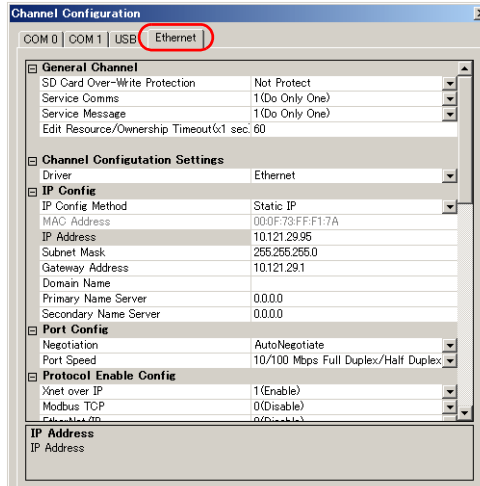 Channel Configuration
COM 0 COM 1 USB Ethernet
General Channel
SD Card Over-Write Protection Not Protect
Service Comms 1(Do Only One)
Service Message 1(Do Only One)
Edit Resource/Ownership Timeout(x1 sec. 60
Channel Configutation Settings
Driver Ethernet
IP Config
IP Config Method Static IP
MAC Address 00:0F:73:FF:F1:7A
IP Address 10.121.29.95
Subnet Mask 255.255.255.0
Gateway Address 10.121.29.1
Domain Name
Primary Name Server 0.0.0.0
Secondary Name Server 0.0.0.0
Port Config
Negotiation AutoNegotiate
Port Speed 10/100 Mbps Full Duplex/Half Duplex
Protocol Enable Config
Xnet over IP 1(Enable)
Modbus TCP 0(Disable)
EtherNet/IP 0(Disable)
IP Address
IP Address